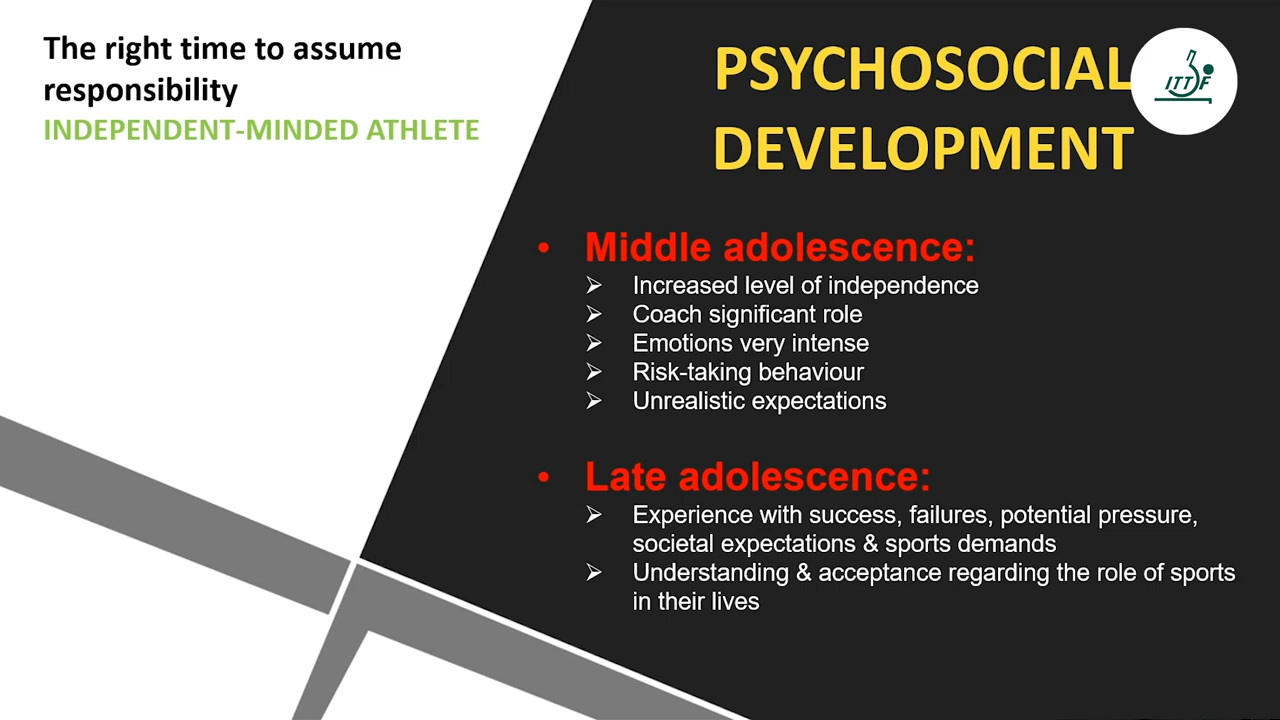 The right time to assume
responsibility
INDEPENDENT-MINDED ATHLETE
PSYCHOSOCIAL
DEVELOPMENT
ITTF
• Middle adolescence:
➢ Increased level of independence
➢ Coach significant role
➢ Emotions very intense
➢ Risk-taking behaviour
➢ Unrealistic expectations
• Late adolescence:
➢ Experience with success, failures, potential pressure,
societal expectations & sports demands
➢ Understanding & acceptance regarding the role of sports
in their lives